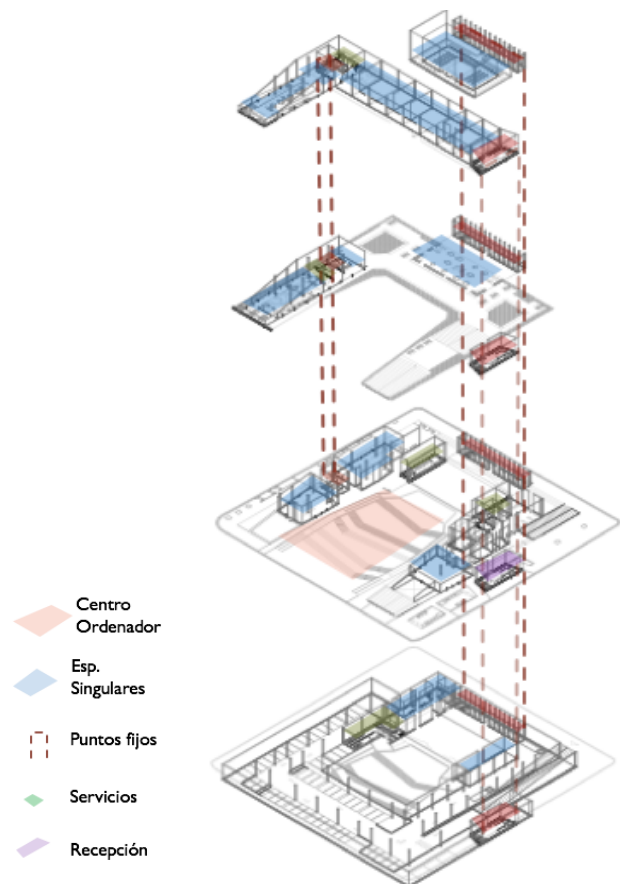 Centro
Ordenador
Esp.
Singulares
Puntos fijos
Servicios
Recepción